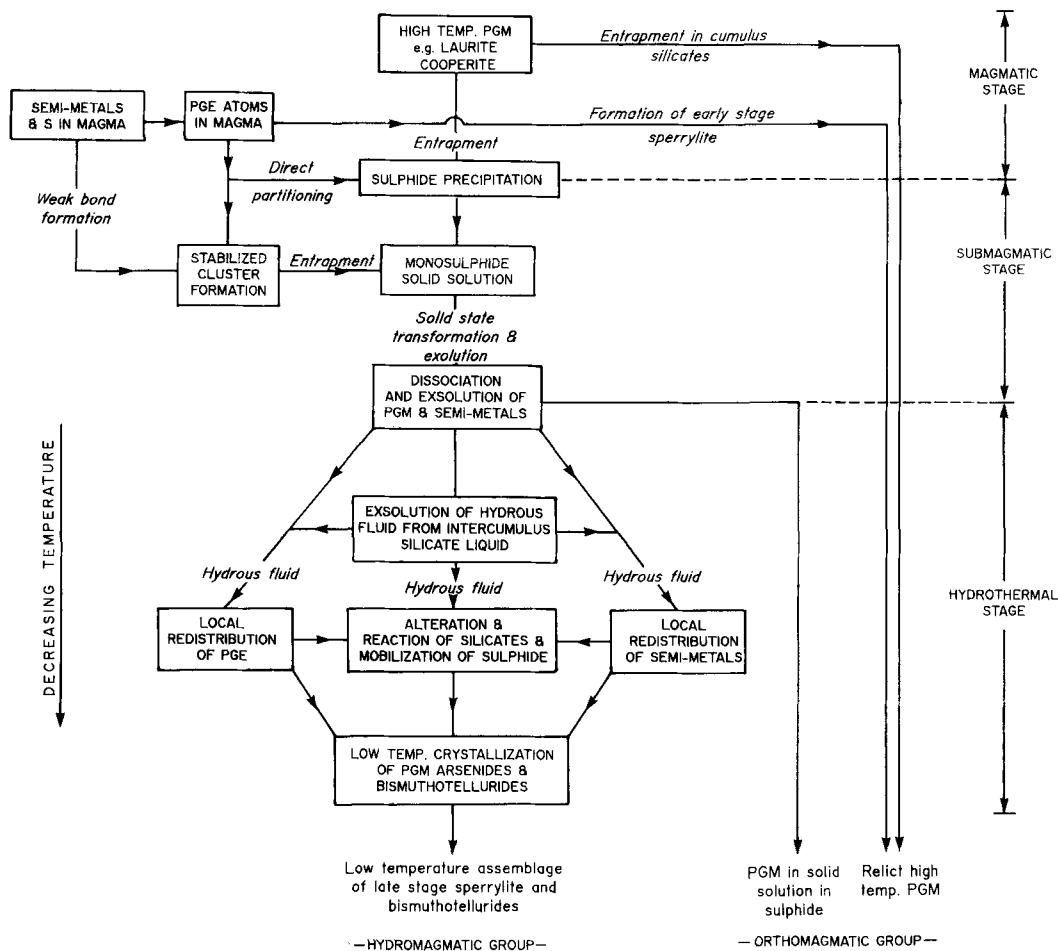 HIGH TEMP. PGM
e.g. LAURITE
COOPERITE
Entrapment in cumulus
silicates
MAGMATIC
STAGE
SEMI-METALS
& S IN MAGMA
PGE ATOMS
IN MAGMA
Formation of early stage
sperrylite
Entrapment
Direct
partitioning
SULPHIDE PRECIPITATION
Weak bond
formation
SUBMAGMATIC
STAGE
STABILIZED
CLUSTER
FORMATION
Entrapment
MONOSULPHIDE
SOLID SOLUTION
Solid state
transformation &
exolution
DISSOCIATION
AND EXSOLUTION OF
PGM & SEMI-METALS
DECREASING TEMPERATURE
EXSOLUTION OF HYDROUS
FLUID FROM INTERCUMULUS
SILICATE LIQUID
Hydrous fluid
Hydrous fluid
Hydrous fluid
HYDROTHERMAL
STAGE
LOCAL
REDISTRIBUTION
OF PGE
ALTERATION &
REACTION OF SILICATES &
MOBILIZATION OF SULPHIDE
LOCAL
REDISTRIBUTION
OF SEMI-METALS
LOW TEMP. CRYSTALLIZATION
OF PGM ARSENIDES &
BISMUTHOTELLURIDES
Low temperature assemblage
of late stage sperrylite and
bismuthotellurides
PGM in solid
solution in
sulphide
Relict high
temp. PGM
—HYDROMAGMATIC GROUP—
— ORTHOMAGMATIC GROUP—